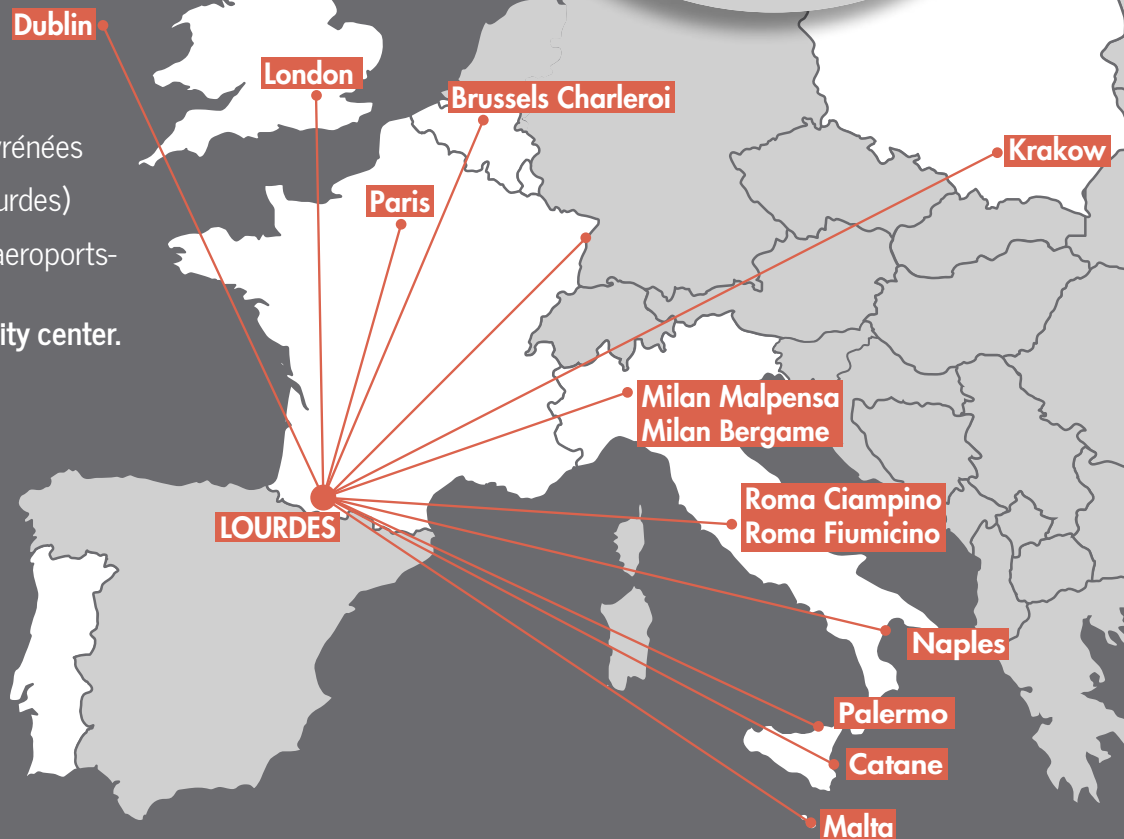 Dublin
London
Brussels Charleroi
Krakow
yrénées
urdes)
Paris
aeroports-
ity center.
Milan Malpensa
Milan Bergame
Roma Ciampino
Roma Fiumicino
LOURDES
Naples
Palermo
Catane
Malta